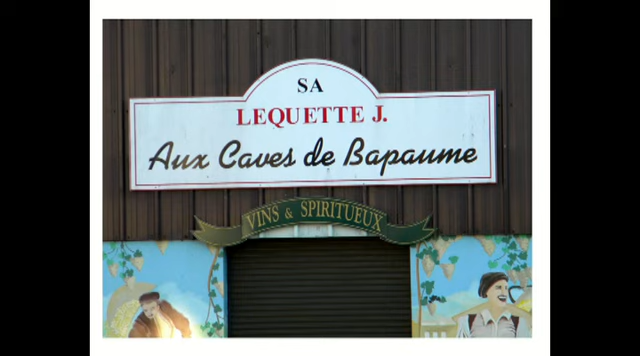 SA
LEQUETTE J.
Aux Caves de Bapaume
VINS & SPIRITUEUX